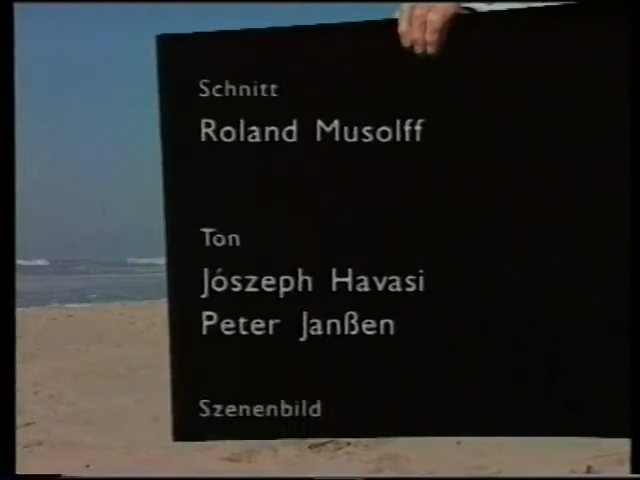 Schnitt
Roland Musolff
Ton
Jószeph Havasi
Peter Janßen
Szenenbild